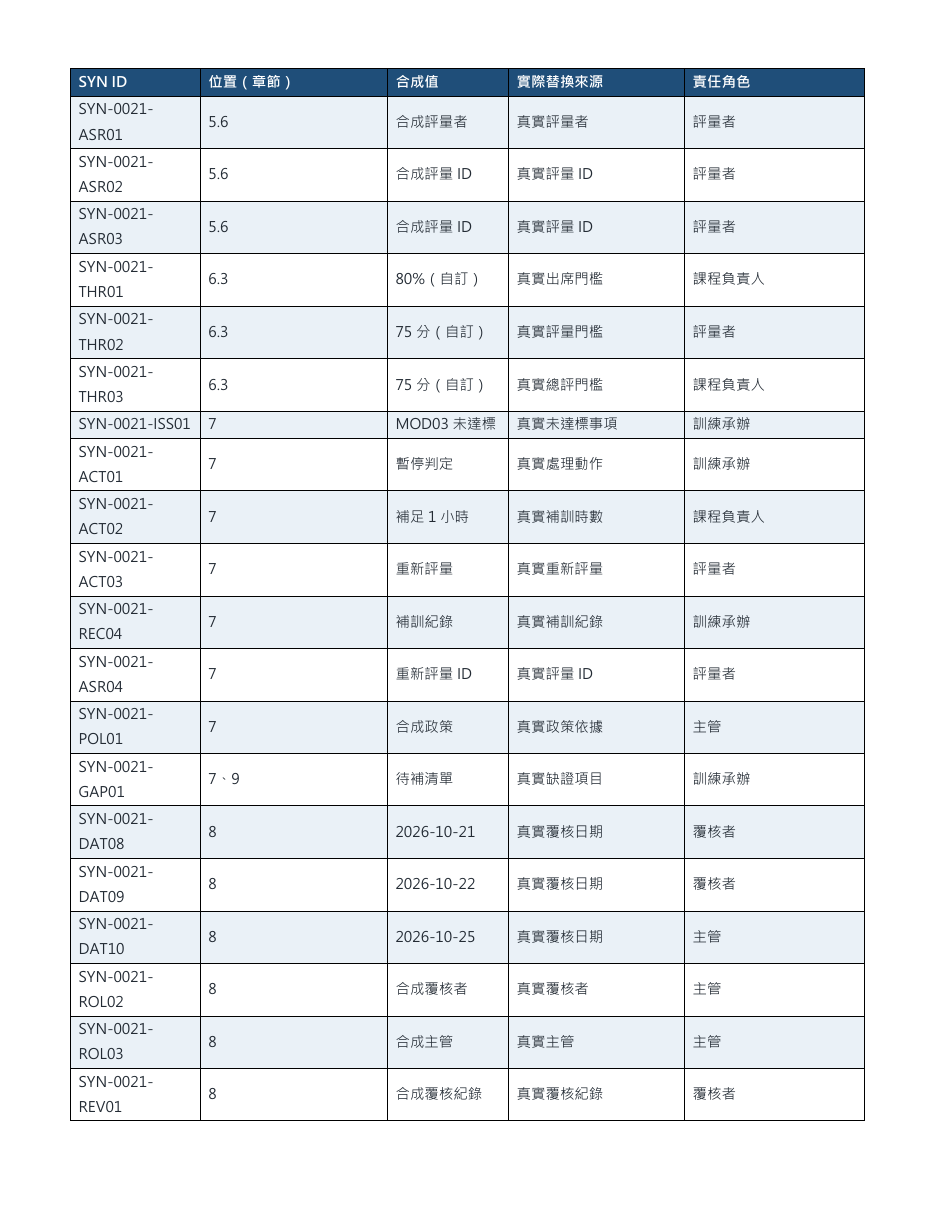 SYN ID 位置（章節） 合成值 實際替換來源 責任角色
SYN-0021-
ASR01 5.6 合成評量者 真實評量者 評量者
SYN-0021-
ASR02 5.6 合成評量 ID 真實評量 ID 評量者
SYN-0021-
ASR03 5.6 合成評量 ID 真實評量 ID 評量者
SYN-0021-
THR01 6.3 80%（自訂） 真實出席門檻 課程負責人
SYN-0021-
THR02 6.3 75 分（自訂） 真實評量門檻 評量者
SYN-0021-
THR03 6.3 75 分（自訂） 真實總評門檻 課程負責人
SYN-0021-ISS01 7 MOD03 未達標 真實未達標事項 訓練承辦
SYN-0021-
ACT01 7 暫停判定 真實處理動作 訓練承辦
SYN-0021-
ACT02 7 補足 1 小時 真實補訓時數 課程負責人
SYN-0021-
ACT03 7 重新評量 真實重新評量 評量者
SYN-0021-
REC04 7 補訓紀錄 真實補訓紀錄 訓練承辦
SYN-0021-
ASR04 7 重新評量 ID 真實評量 ID 評量者
SYN-0021-
POL01 7 合成政策 真實政策依據 主管
SYN-0021-
GAP01 7、9 待補清單 真實缺證項目 訓練承辦
SYN-0021-
DAT08 8 2026-10-21 真實覆核日期 覆核者
SYN-0021-
DAT09 8 2026-10-22 真實覆核日期 覆核者
SYN-0021-
DAT10 8 2026-10-25 真實覆核日期 主管
SYN-0021-
ROL02 8 合成覆核者 真實覆核者 主管
SYN-0021-
ROL03 8 合成主管 真實主管 主管
SYN-0021-
REV01 8 合成覆核紀錄 真實覆核紀錄 覆核者